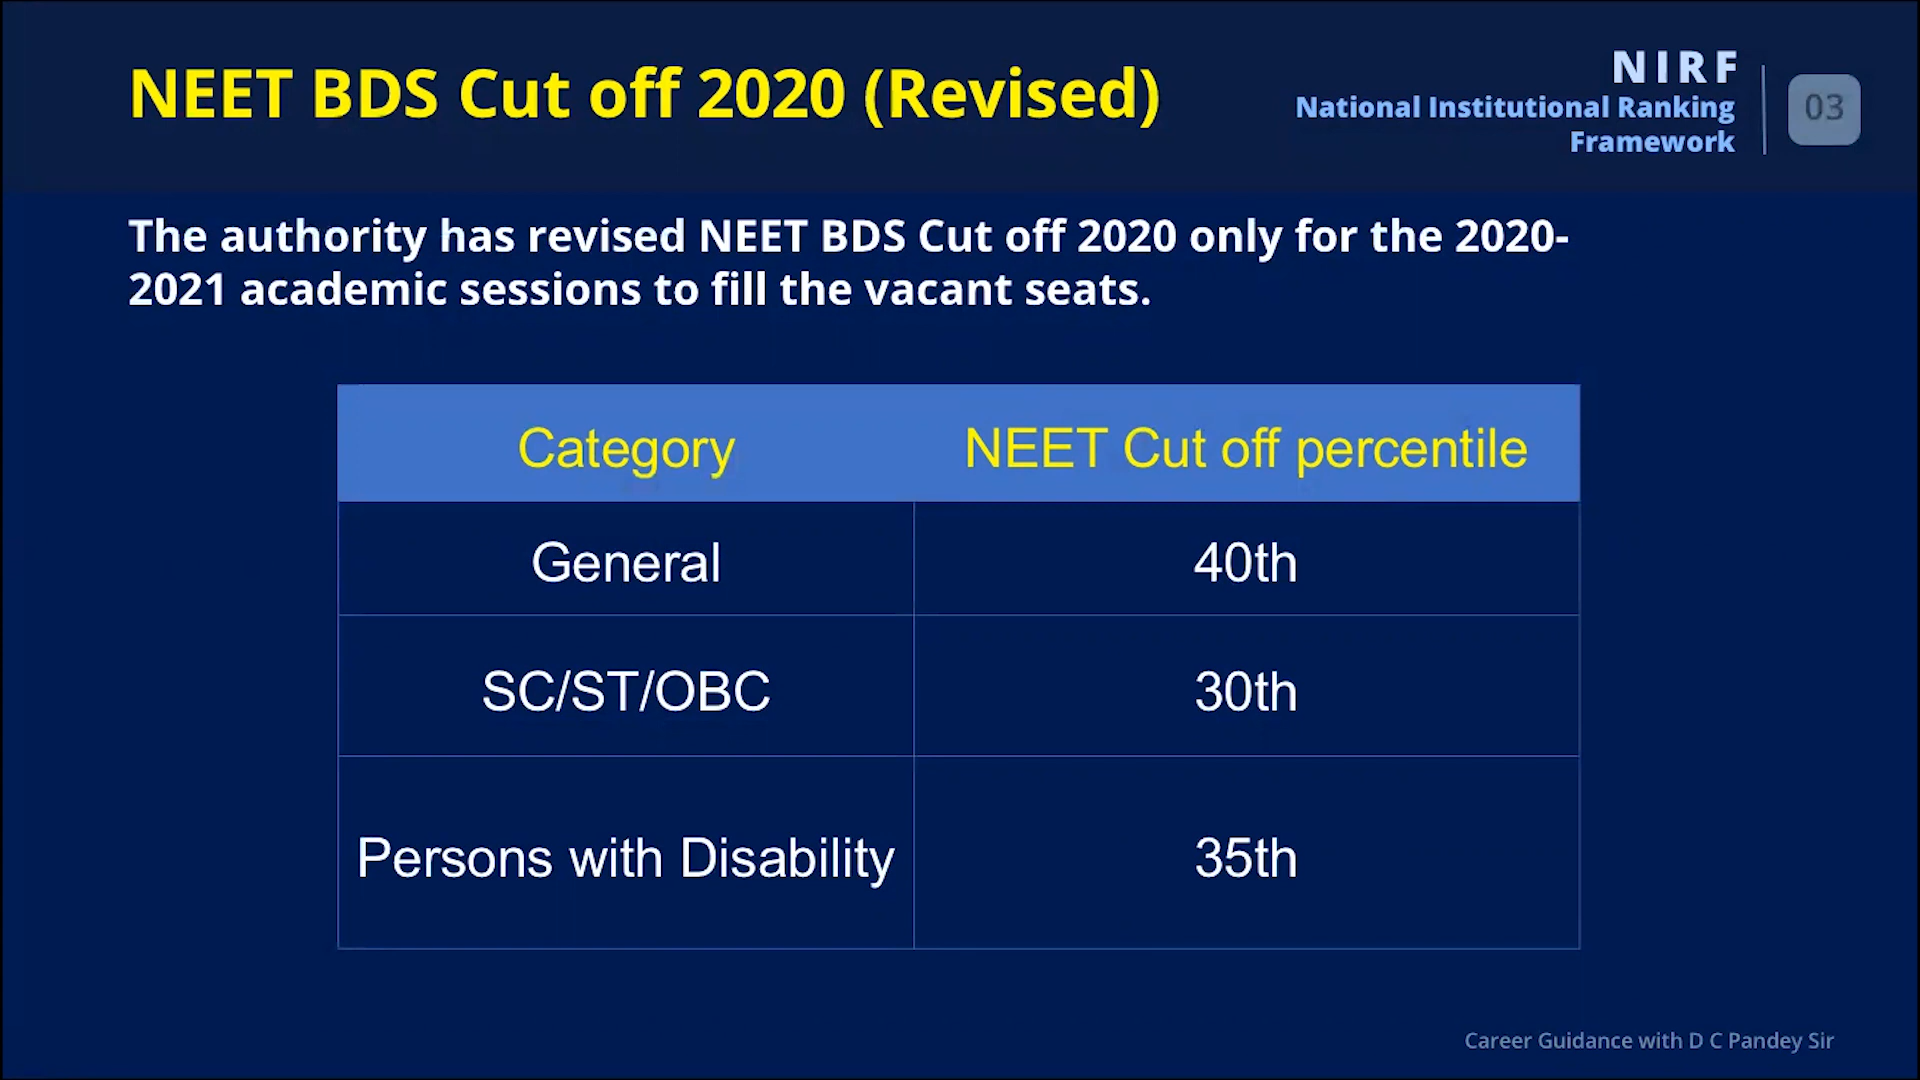 NEET BDS Cut off 2020 (Revised)
NIRF
National Institutional Ranking
Framework
03
The authority has revised NEET BDS Cut off 2020 only for the 2020-
2021 academic sessions to fill the vacant seats.
Category NEET Cut off percentile
General 40th
SC/ST/OBC 30th
Persons with Disability 35th
Career Guidance with D C Pandey Sir